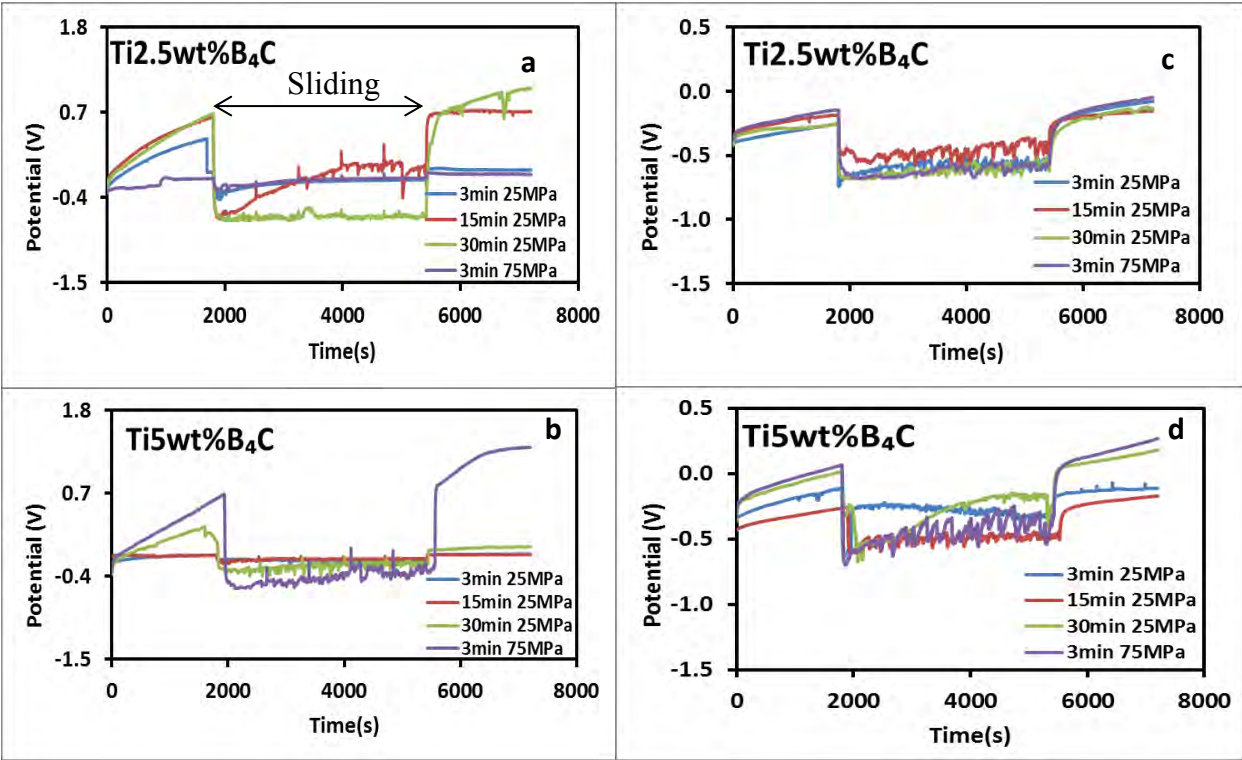 Ti2.5wt%B₄C
a
Sliding
1.8
0.7
-0.4
-1.5
Potential (V)
0
2000
4000
6000
8000
Time(s)
3min 25MPa
15min 25MPa
30min 25MPa
3min 75MPa
Ti2.5wt%B₄C
c
0.5
0.0
-0.5
-1.0
-1.5
Potential (V)
0
2000
4000
6000
8000
Time(s)
3min 25MPa
15min 25MPa
30min 25MPa
3min 75MPa
Ti5wt%B₄C
b
1.8
0.7
-0.4
-1.5
Potential (V)
0
2000
4000
6000
8000
Time(s)
3min 25MPa
15min 25MPa
30min 25MPa
3min 75MPa
Ti5wt%B₄C
d
0.5
0.0
-0.5
-1.0
-1.5
Potential (V)
0
2000
4000
6000
8000
Time(s)
3min 25MPa
15min 25MPa
30min 25MPa
3min 75MPa